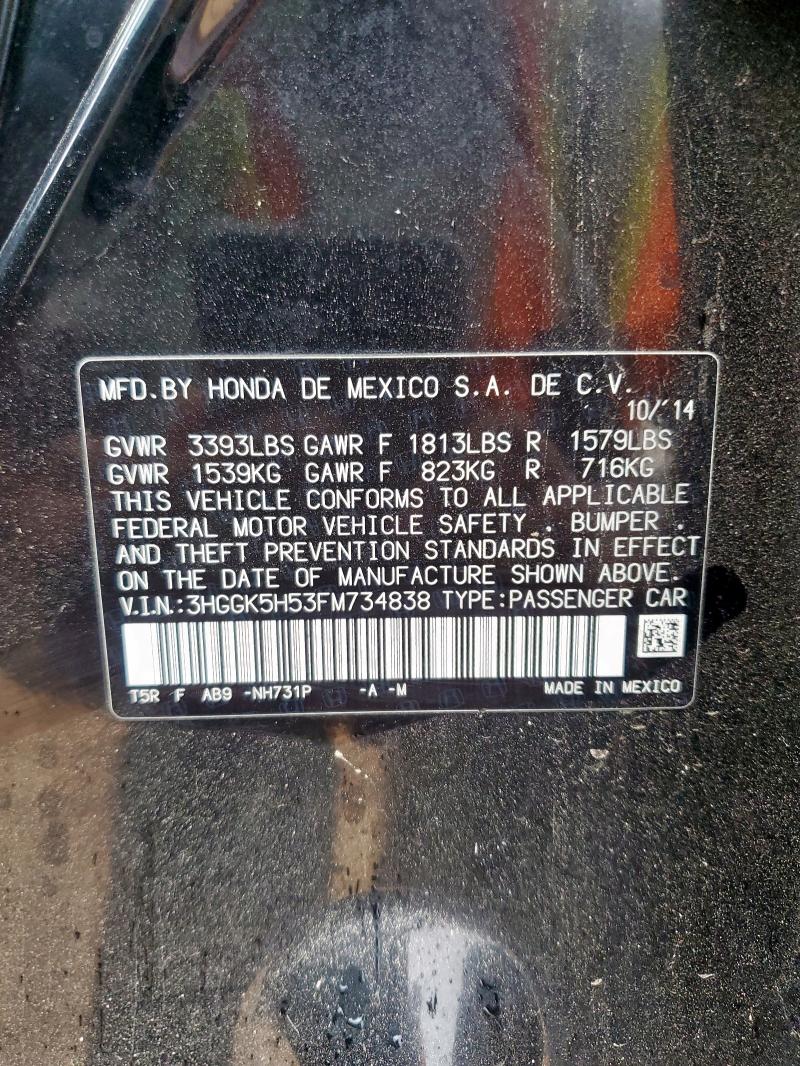 MFD.BY HONDA DE MEXICO S.A. DE C.V.
10/'14
GVWR 3393LBS GAWR F 1813LBS R 1579LBS
GVWR 1539KG GAWR F 823KG R 716KG
THIS VEHICLE CONFORMS TO ALL APPLICABLE
FEDERAL MOTOR VEHICLE SAFETY , BUMPER ,
AND THEFT PREVENTION STANDARDS IN EFFECT
ON THE DATE OF MANUFACTURE SHOWN ABOVE.
V.I.N.:3HGGK5H53FM734838 TYPE:PASSENGER CAR
T5R F AB9 -NH731P -A -M MADE IN MEXICO